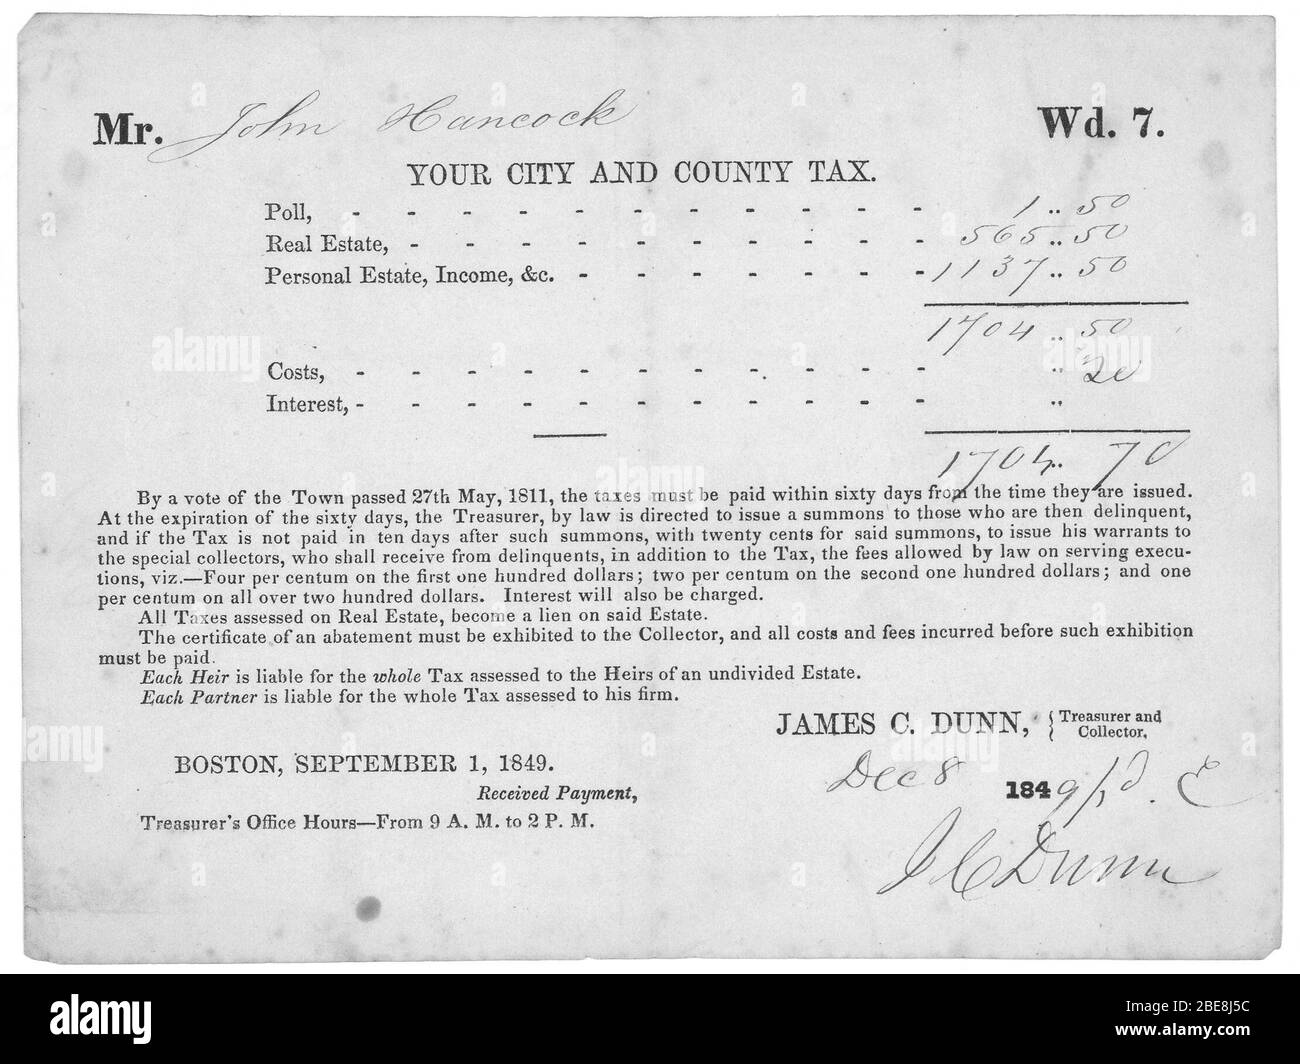 Mr. John Hancock Wd. 7.
YOUR CITY AND COUNTY TAX.
Poll, - - - - - - - - - - - 1 .. 50
Real Estate, - - - - - - - - - - 565 .. 50
Personal Estate, Income, &c. - - - - - - - 1137 .. 50
1704 .. 50
Costs, - - - - - - - - - - - .. 20
Interest, - - - - - - - - - - - ..
1704 .. 70
By a vote of the Town passed 27th May, 1811, the taxes must be paid within sixty days from the time they are issued.
At the expiration of the sixty days, the Treasurer, by law is directed to issue a summons to those who are then delinquent,
and if the Tax is not paid in ten days after such summons, with twenty cents for said summons, to issue his warrants to
the special collectors, who shall receive from delinquents, in addition to the Tax, the fees allowed by law on serving execu-
tions, viz.—Four per centum on the first one hundred dollars; two per centum on the second one hundred dollars; and one
per centum on all over two hundred dollars. Interest will also be charged.
All Taxes assessed on Real Estate, become a lien on said Estate.
The certificate of an abatement must be exhibited to the Collector, and all costs and fees incurred before such exhibition
must be paid.
Each Heir is liable for the whole Tax assessed to the Heirs of an undivided Estate.
Each Partner is liable for the whole Tax assessed to his firm.
JAMES C. DUNN, { Treasurer and
Collector.
BOSTON, SEPTEMBER 1, 1849.
Dec 8 1849
Received Payment,
Treasurer's Office Hours—From 9 A. M. to 2 P. M.
J C Dunn
alamy
alamy
alamy
alamy
Image ID: 2BE8J5C
www.alamy.com